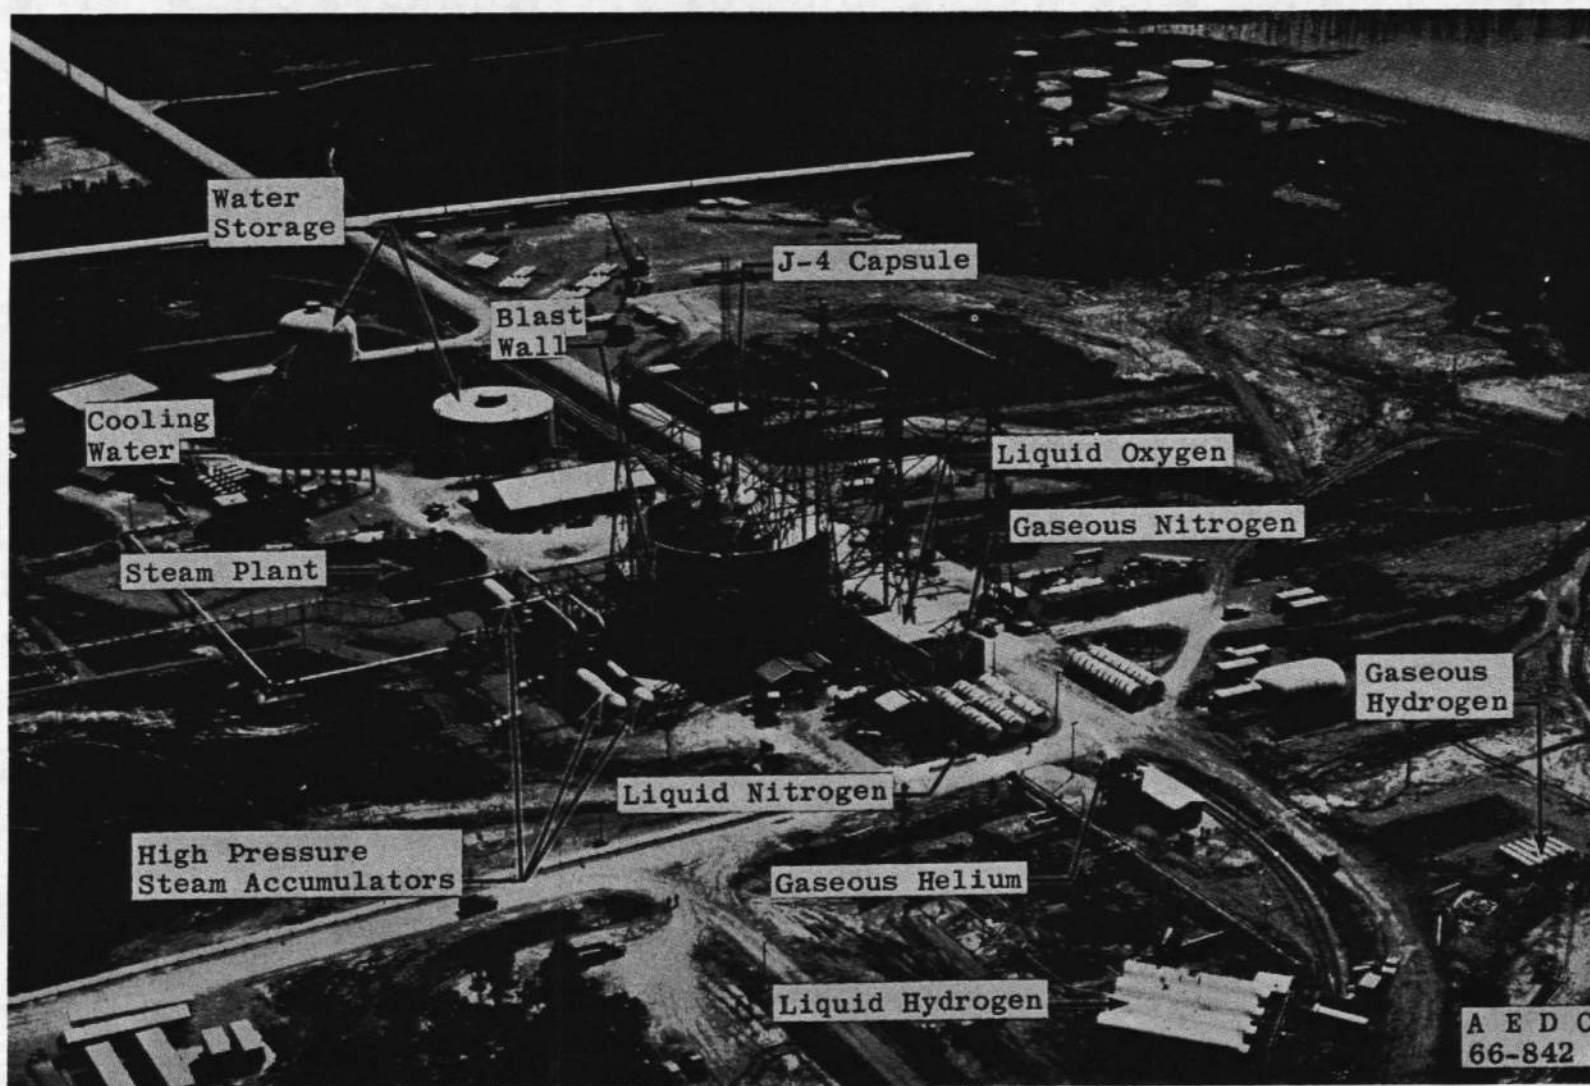 Water
Storage
J-4 Capsule
Blast
Wall
Cooling
Water
Liquid Oxygen
Gaseous Nitrogen
Steam Plant
Gaseous
Hydrogen
Liquid Nitrogen
High Pressure
Steam Accumulators
Gaseous Helium
Liquid Hydrogen
A E D C
66-842